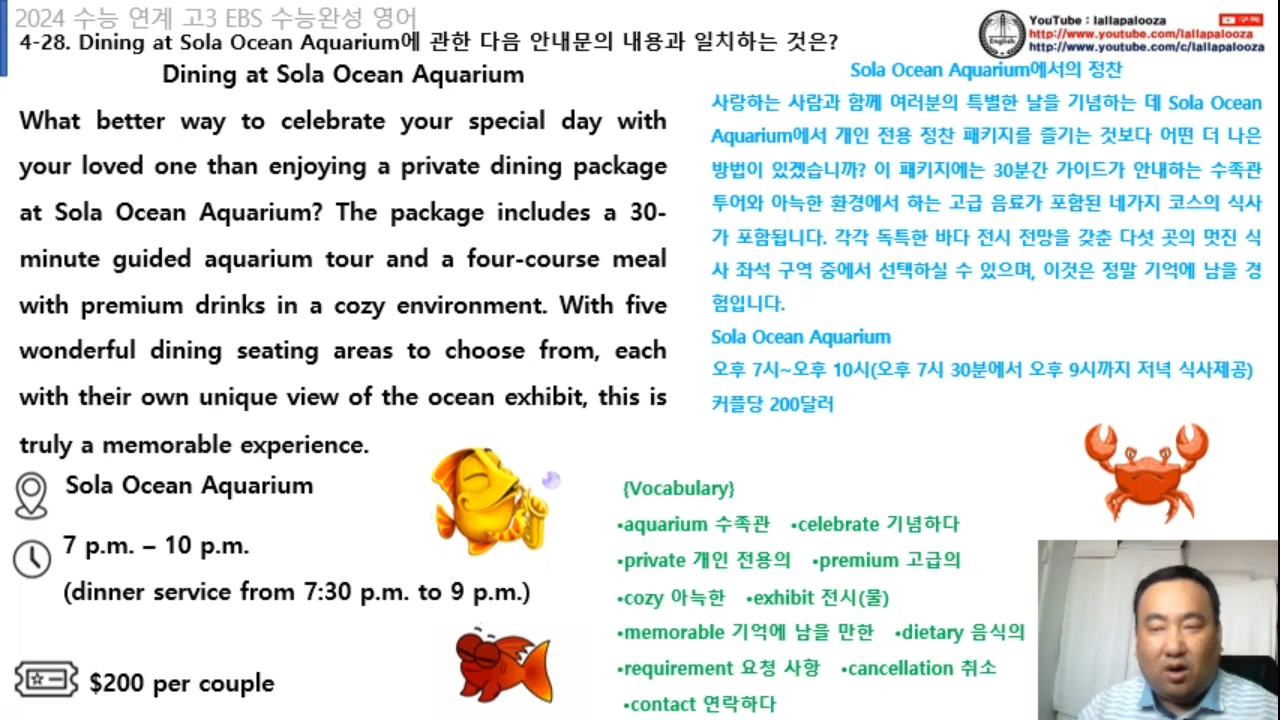 2024 수능 연계 고3 EBS 수능완성 영어
4-28. Dining at Sola Ocean Aquarium에 관한 다음 안내문의 내용과 일치하는 것은?
YouTube : lallapalooza
구독
http://www.youtube.com/lallapalooza
http://www.youtube.com/c/lallapalooza
English
Dining at Sola Ocean Aquarium
What better way to celebrate your special day with
your loved one than enjoying a private dining package
at Sola Ocean Aquarium? The package includes a 30-
minute guided aquarium tour and a four-course meal
with premium drinks in a cozy environment. With five
wonderful dining seating areas to choose from, each
with their own unique view of the ocean exhibit, this is
truly a memorable experience.
Sola Ocean Aquarium
7 p.m. – 10 p.m.
(dinner service from 7:30 p.m. to 9 p.m.)
$200 per couple
Sola Ocean Aquarium에서의 정찬
사랑하는 사람과 함께 여러분의 특별한 날을 기념하는 데 Sola Ocean
Aquarium에서 개인 전용 정찬 패키지를 즐기는 것보다 어떤 더 나은
방법이 있겠습니까? 이 패키지에는 30분간 가이드가 안내하는 수족관
투어와 아늑한 환경에서 하는 고급 음료가 포함된 네가지 코스의 식사
가 포함됩니다. 각각 독특한 바다 전시 전망을 갖춘 다섯 곳의 멋진 식
사 좌석 구역 중에서 선택하실 수 있으며, 이것은 정말 기억에 남을 경
험입니다.
Sola Ocean Aquarium
오후 7시~오후 10시(오후 7시 30분에서 오후 9시까지 저녁 식사제공)
커플당 200달러
{Vocabulary}
•aquarium 수족관 •celebrate 기념하다
•private 개인 전용의 •premium 고급의
•cozy 아늑한 •exhibit 전시(물)
•memorable 기억에 남을 만한 •dietary 음식의
•requirement 요청 사항 •cancellation 취소
•contact 연락하다